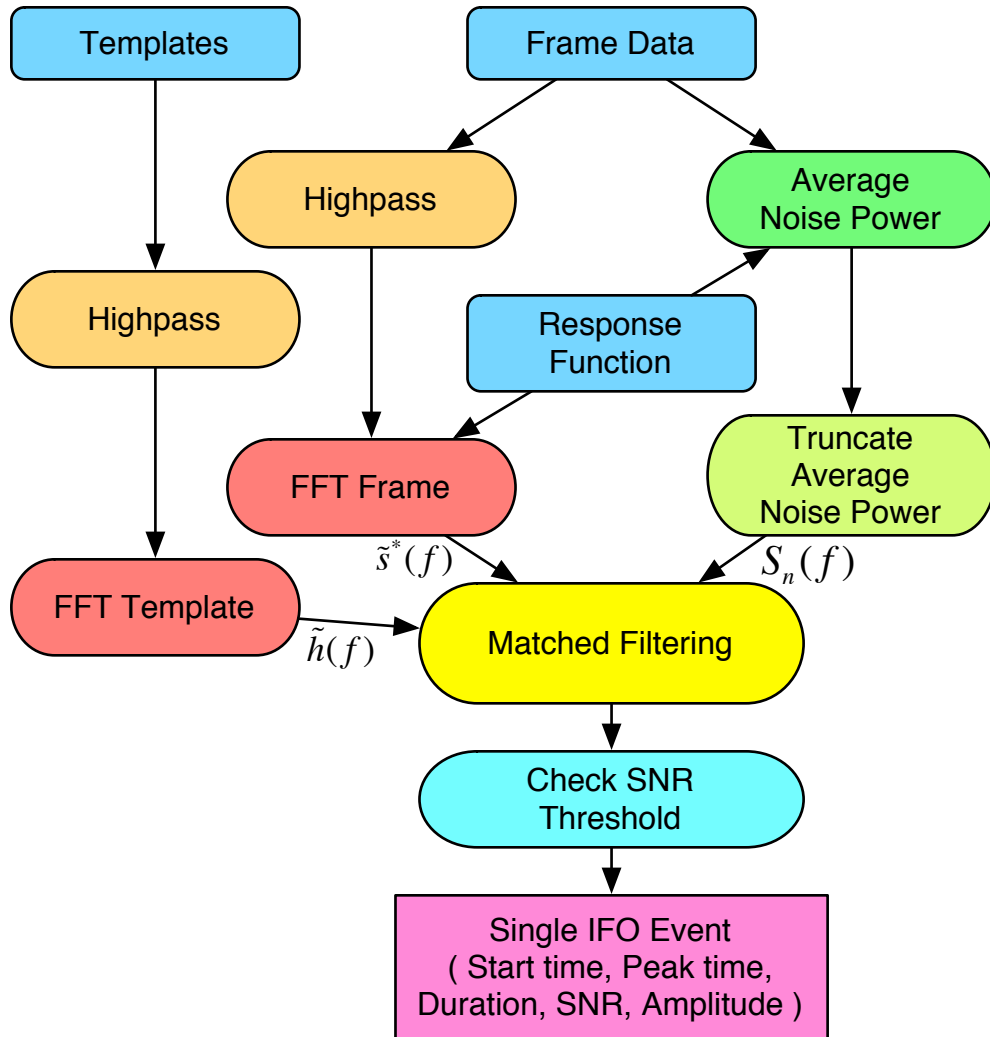 Templates
Frame Data
Highpass
Average
Noise Power
Highpass
Response
Function
FFT Frame
Truncate
Average
Noise Power
s̃*(f)
Sₙ(f)
FFT Template
h̃(f)
Matched Filtering
Check SNR
Threshold
Single IFO Event
( Start time, Peak time,
Duration, SNR, Amplitude )